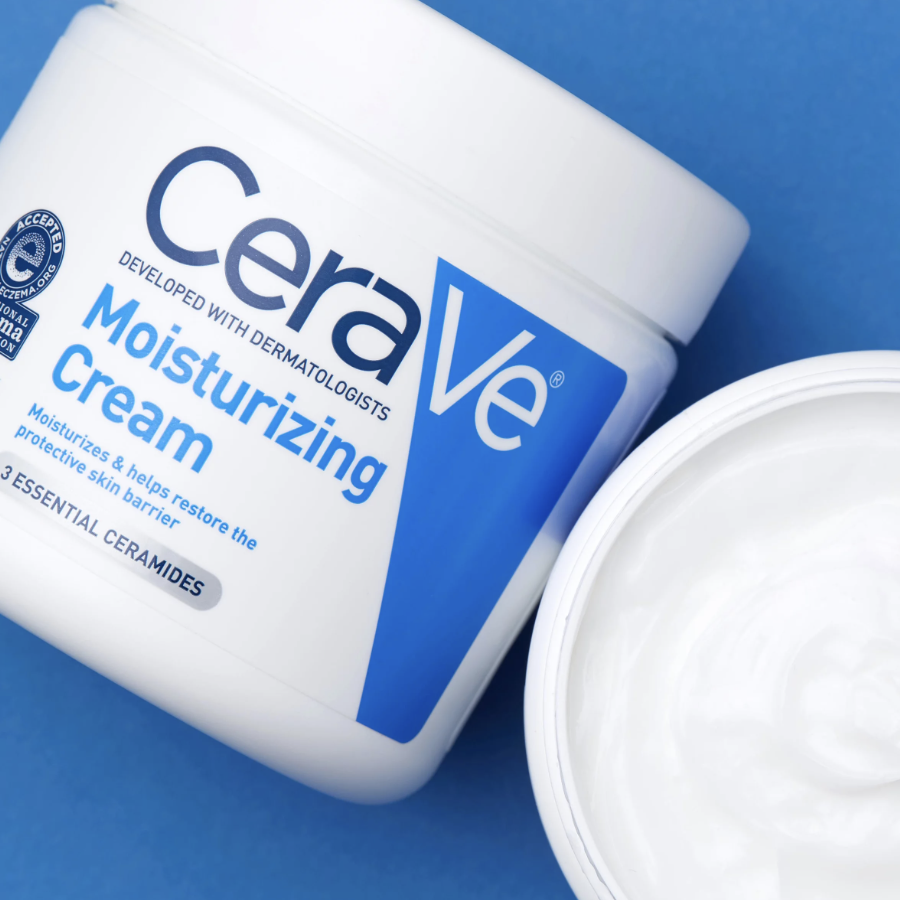 CeraVe®
DEVELOPED WITH DERMATOLOGISTS
Moisturizing
Cream
Moisturizes & helps restore the
protective skin barrier
3 ESSENTIAL CERAMIDES
ACCEPTED
e
ECZEMA.ORG